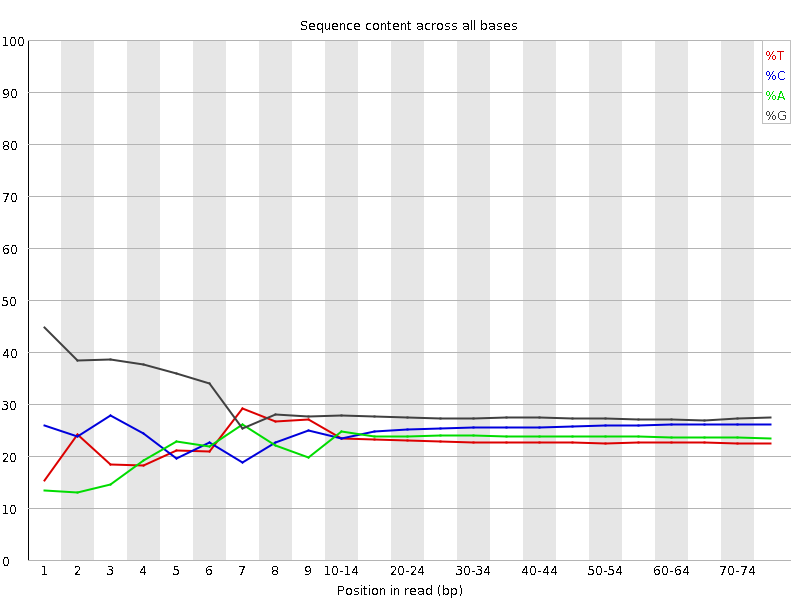 Sequence content across all bases
100
90
80
70
60
50
40
30
20
10
0
%T
%C
%A
%G
1 2 3 4 5 6 7 8 9 10-14 20-24 30-34 40-44 50-54 60-64 70-74
Position in read (bp)